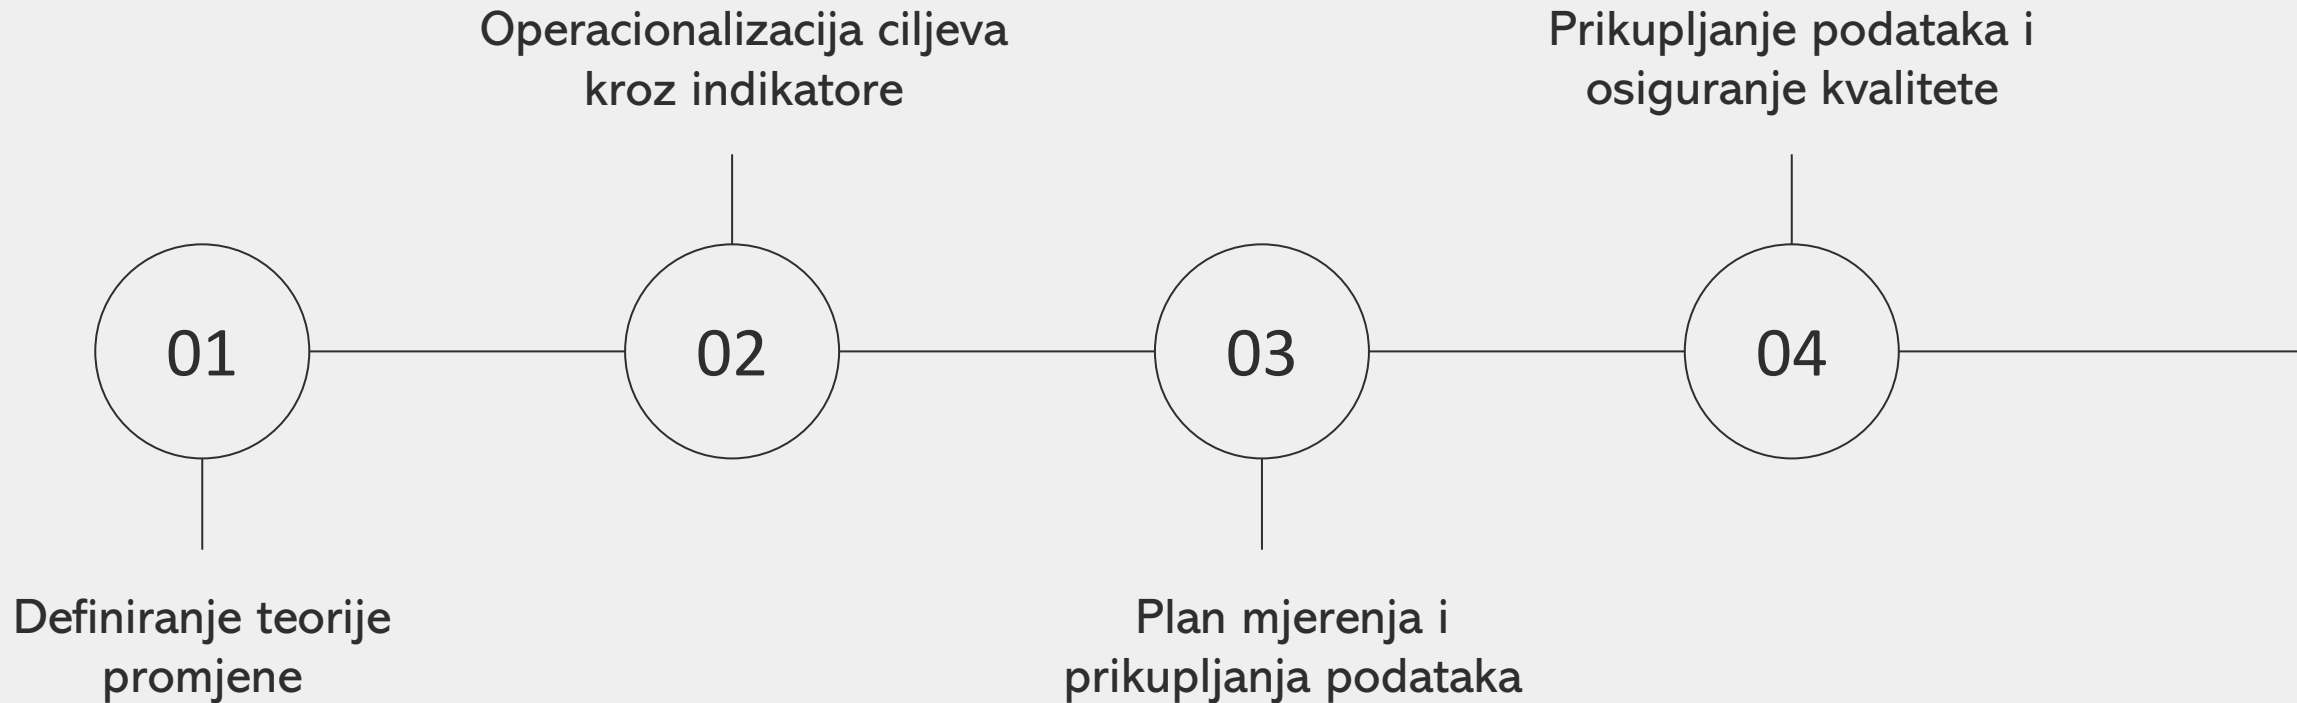 Operacionalizacija ciljeva
kroz indikatore
Prikupljanje podataka i
osiguranje kvalitete
01
02
03
04
Definiranje teorije
promjene
Plan mjerenja i
prikupljanja podataka